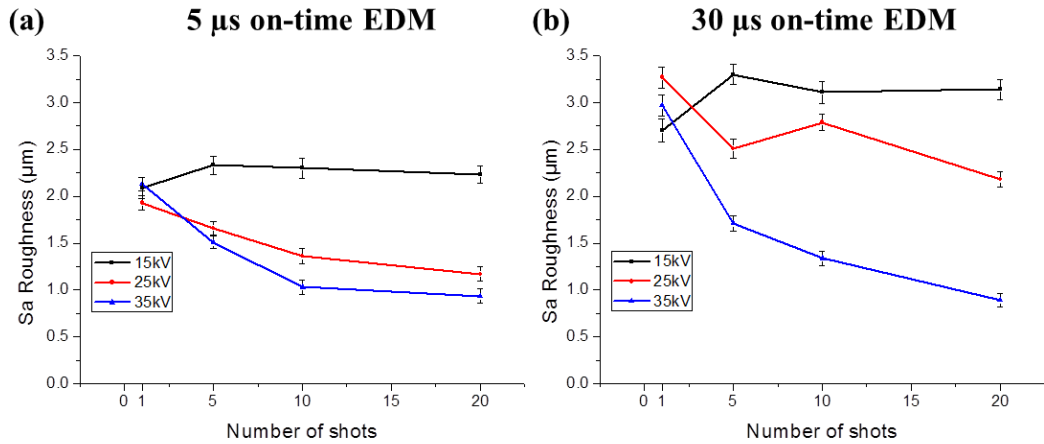 (a) 5 µs on-time EDM
3.5
3.0
2.5
2.0
1.5
1.0
0.5
0.0
Sa Roughness (µm)
15kV
25kV
35kV
0 1 5 10 15 20
Number of shots
(b) 30 µs on-time EDM
3.5
3.0
2.5
2.0
1.5
1.0
0.5
0.0
Sa Roughness (µm)
15kV
25kV
35kV
0 1 5 10 15 20
Number of shots